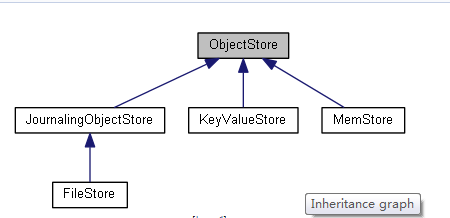 ObjectStore
JournalingObjectStore
KeyValueStore
MemStore
FileStore
Inheritance graph